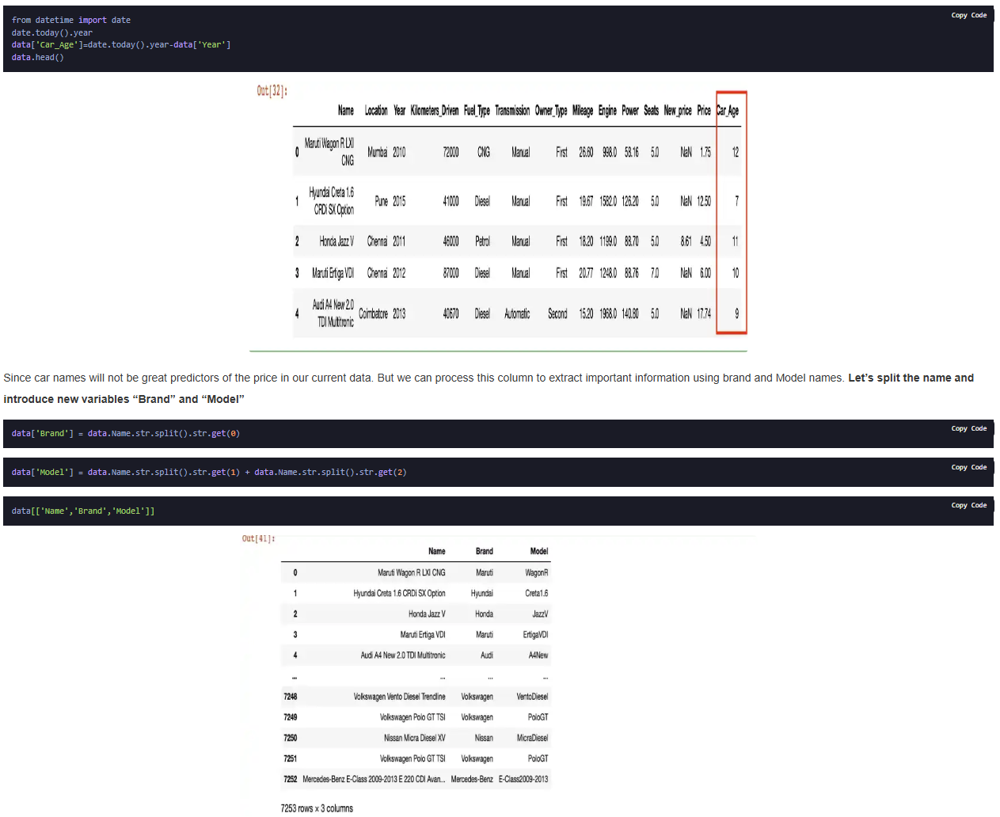 from datetime import date
Copy Code
date.today().year
data['Car_Age']=date.today().year-data['Year']
data.head()
Out[32]:
Name Location Year Kilometers_Driven Fuel_Type Transmission Owner_Type Mileage Engine Power Seats New_price Price Car_Age
0 Maruti Wagon R LXI CNG Mumbai 2010 72000 CNG Manual First 26.60 998.0 58.16 5.0 NaN 1.75 12
1 Hyundai Creta 1.6 CRDi SX Option Pune 2015 41000 Diesel Manual First 19.67 1582.0 126.20 5.0 NaN 12.50 7
2 Honda Jazz V Chennai 2011 46000 Petrol Manual First 18.20 1199.0 88.70 5.0 8.61 4.50 11
3 Maruti Ertiga VDI Chennai 2012 87000 Diesel Manual First 20.77 1248.0 88.76 7.0 NaN 6.00 10
4 Audi A4 New 2.0 TDI Multitronic Coimbatore 2013 40670 Diesel Automatic Second 15.20 1968.0 140.80 5.0 NaN 17.74 9
Since car names will not be great predictors of the price in our current data. But we can process this column to extract important information using brand and Model names. Let’s split the name and
introduce new variables “Brand” and “Model”
data['Brand'] = data.Name.str.split().str.get(0)
Copy Code
data['Model'] = data.Name.str.split().str.get(1) + data.Name.str.split().str.get(2)
Copy Code
data[['Name','Brand','Model']]
Copy Code
Out[41]:
Name Brand Model
0 Maruti Wagon R LXI CNG Maruti WagonR
1 Hyundai Creta 1.6 CRDi SX Option Hyundai Creta1.6
2 Honda Jazz V Honda JazzV
3 Maruti Ertiga VDI Maruti ErtigaVDI
4 Audi A4 New 2.0 TDI Multitronic Audi A4New
... ... ... ...
7248 Volkswagen Vento Diesel Trendline Volkswagen VentoDiesel
7249 Volkswagen Polo GT TSI Volkswagen PoloGT
7250 Nissan Micra Diesel XV Nissan MicraDiesel
7251 Volkswagen Polo GT TSI Volkswagen PoloGT
7252 Mercedes-Benz E-Class 2009-2013 E 220 CDI Avan... Mercedes-Benz E-Class2009-2013
7253 rows × 3 columns